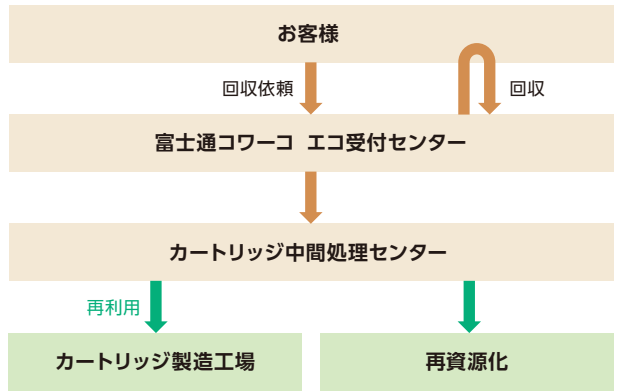 お客様
回収依頼
回収
富士通コワーコ エコ受付センター
カートリッジ中間処理センター
再利用
カートリッジ製造工場
再資源化